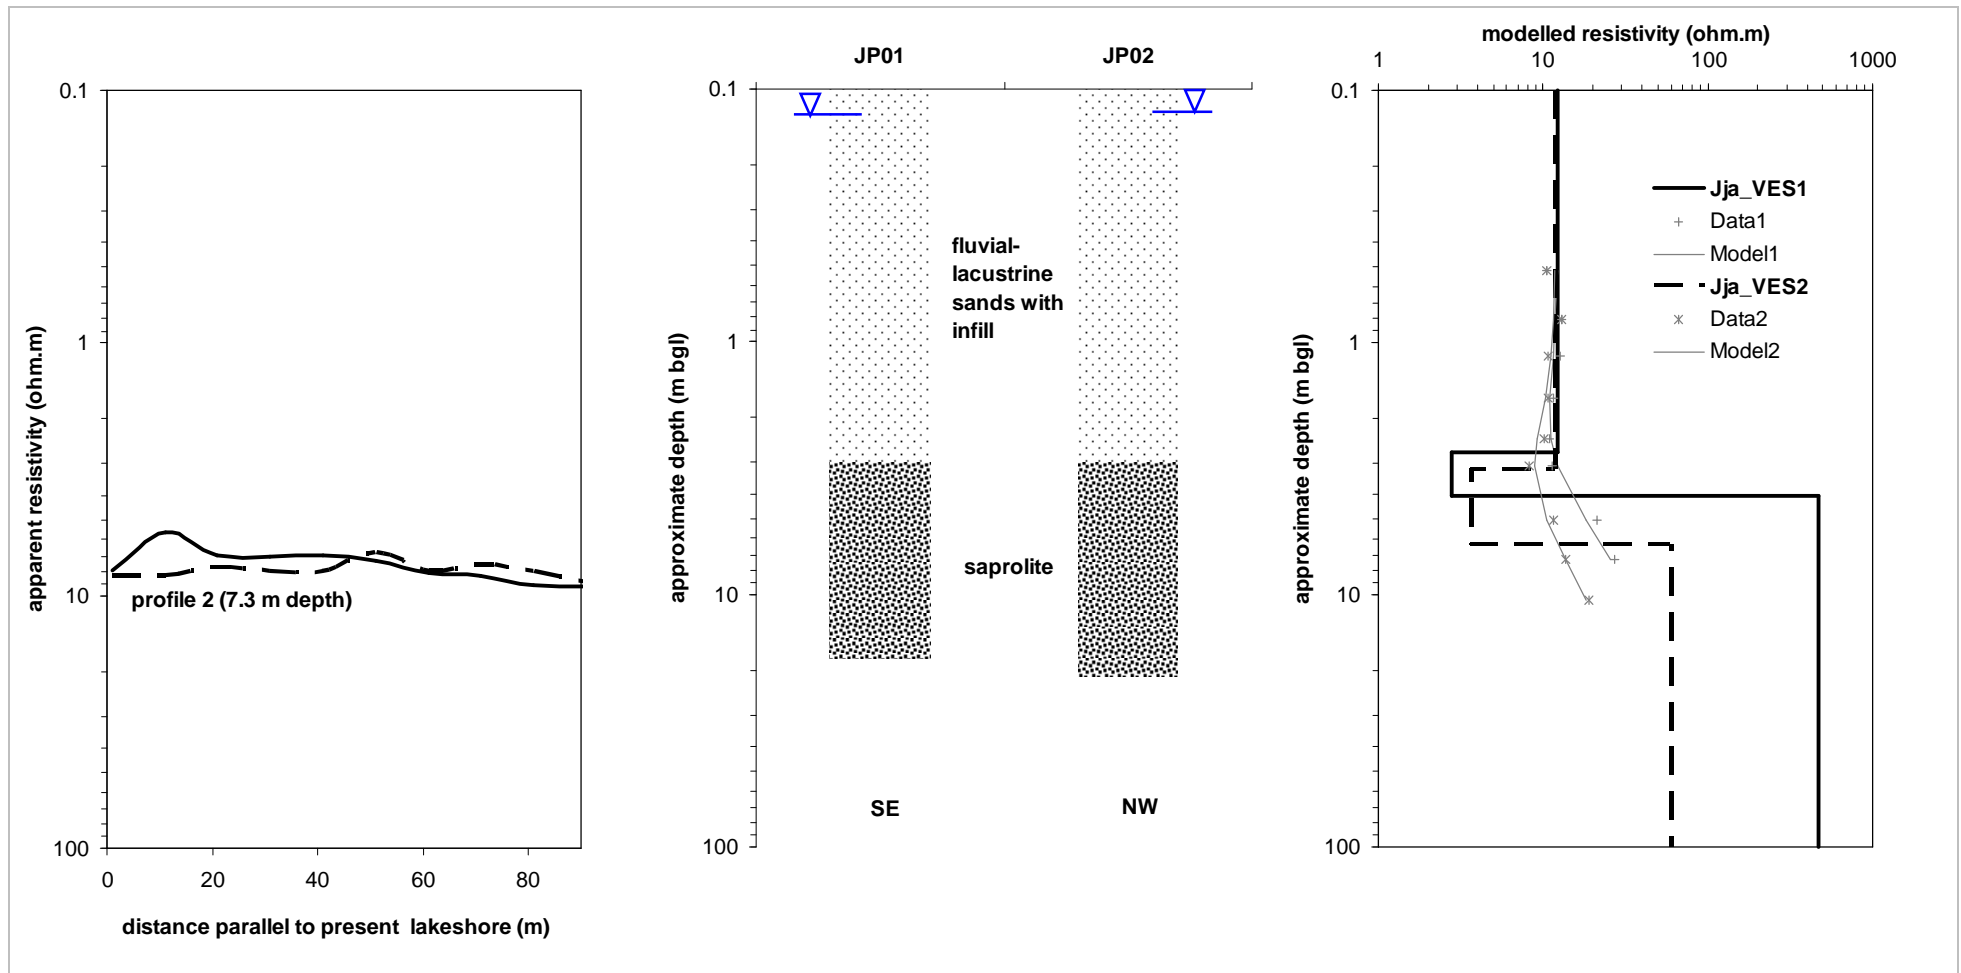 0.1
1
10
100
apparent resistivity (ohm.m)
profile 2 (7.3 m depth)
0
20
40
60
80
distance parallel to present lakeshore (m)
JP01
JP02
0.1
1
10
100
approximate depth (m bgl)
fluvial-
lacustrine
sands with
infill
saprolite
SE
NW
modelled resistivity (ohm.m)
1
10
100
1000
0.1
1
10
100
approximate depth (m bgl)
Jja_VES1
Data1
Model1
Jja_VES2
Data2
Model2